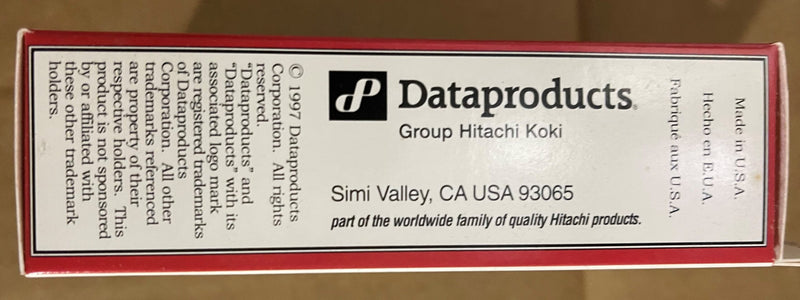 © 1997 Dataproducts
Corporation. All rights
reserved.
"Dataproducts" and
"Dataproducts" with its
associated logo mark
are registered trademarks
of Dataproducts
Corporation. All other
trademarks referenced
are property of their
respective holders. This
product is not sponsored
by or affiliated with
these other trademark
holders.
Dataproducts®
Group Hitachi Koki
Simi Valley, CA USA 93065
part of the worldwide family of quality Hitachi products.
Made in U.S.A.
Hecho en E.U.A.
Fabriqué aux U.S.A.